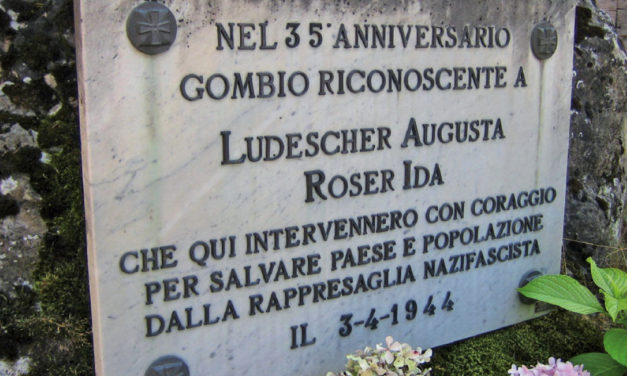 NEL 35° ANNIVERSARIO
GOMBIO RICONOSCENTE A
LUDESCHER AUGUSTA
ROSER IDA
CHE QUI INTERVENNERO CON CORAGGIO
PER SALVARE PAESE E POPOLAZIONE
DALLA RAPPRESAGLIA NAZIFASCISTA
IL 3-4-1944